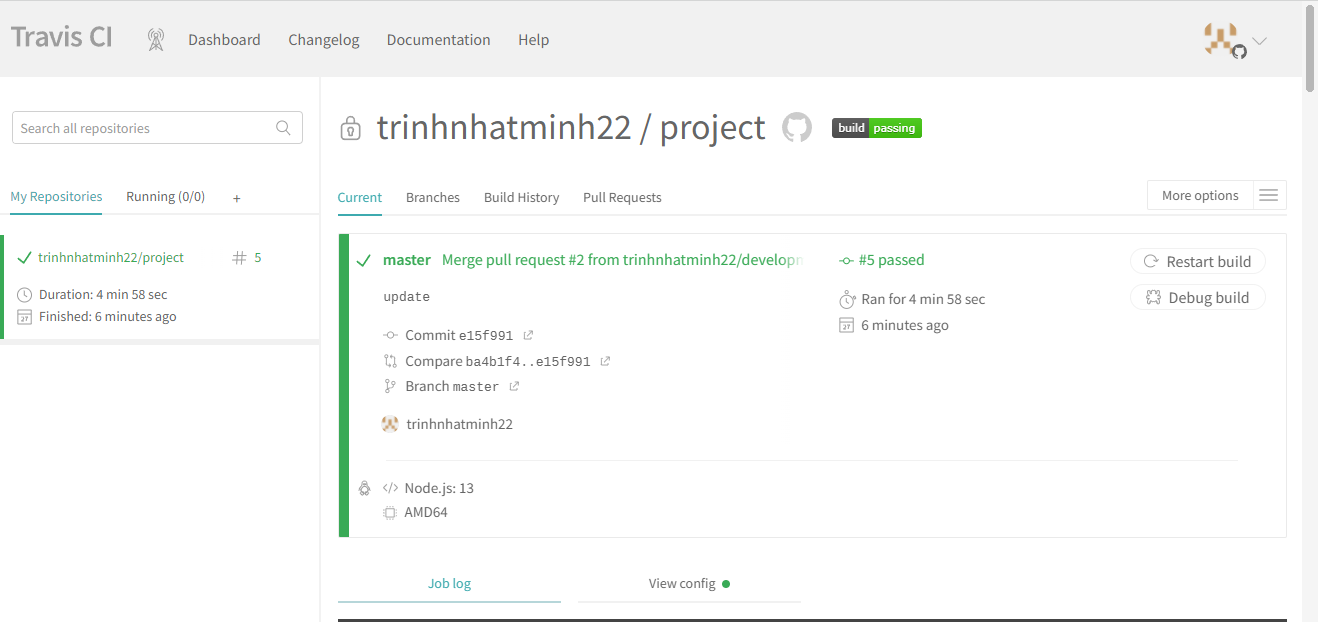 Travis CI Dashboard Changelog Documentation Help
Search all repositories
My Repositories Running (0/0) +
trinhnhatminh22/project # 5
Duration: 4 min 58 sec
Finished: 6 minutes ago
trinhnhatminh22 / project build passing
Current Branches Build History Pull Requests More options
master Merge pull request #2 from trinhnhatminh22/develop
#5 passed
Restart build
update
Ran for 4 min 58 sec
Debug build
6 minutes ago
Commit e15f991
Compare ba4b1f4..e15f991
Branch master
trinhnhatminh22
</> Node.js: 13
AMD64
Job log View config